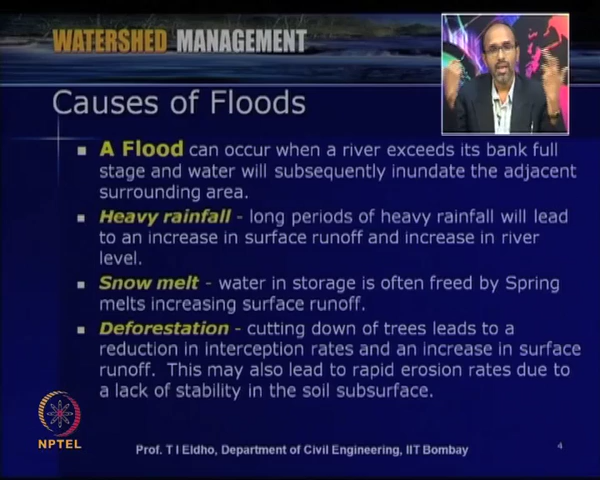 WATERSHED MANAGEMENT
Causes of Floods
A Flood can occur when a river exceeds its bank full
stage and water will subsequently inundate the adjacent
surrounding area.
Heavy rainfall - long periods of heavy rainfall will lead
to an increase in surface runoff and increase in river
level.
Snow melt - water in storage is often freed by Spring
melts increasing surface runoff.
Deforestation - cutting down of trees leads to a
reduction in interception rates and an increase in surface
runoff. This may also lead to rapid erosion rates due to
a lack of stability in the soil subsurface.
NPTEL
Prof. T I Eldho, Department of Civil Engineering, IIT Bombay
4